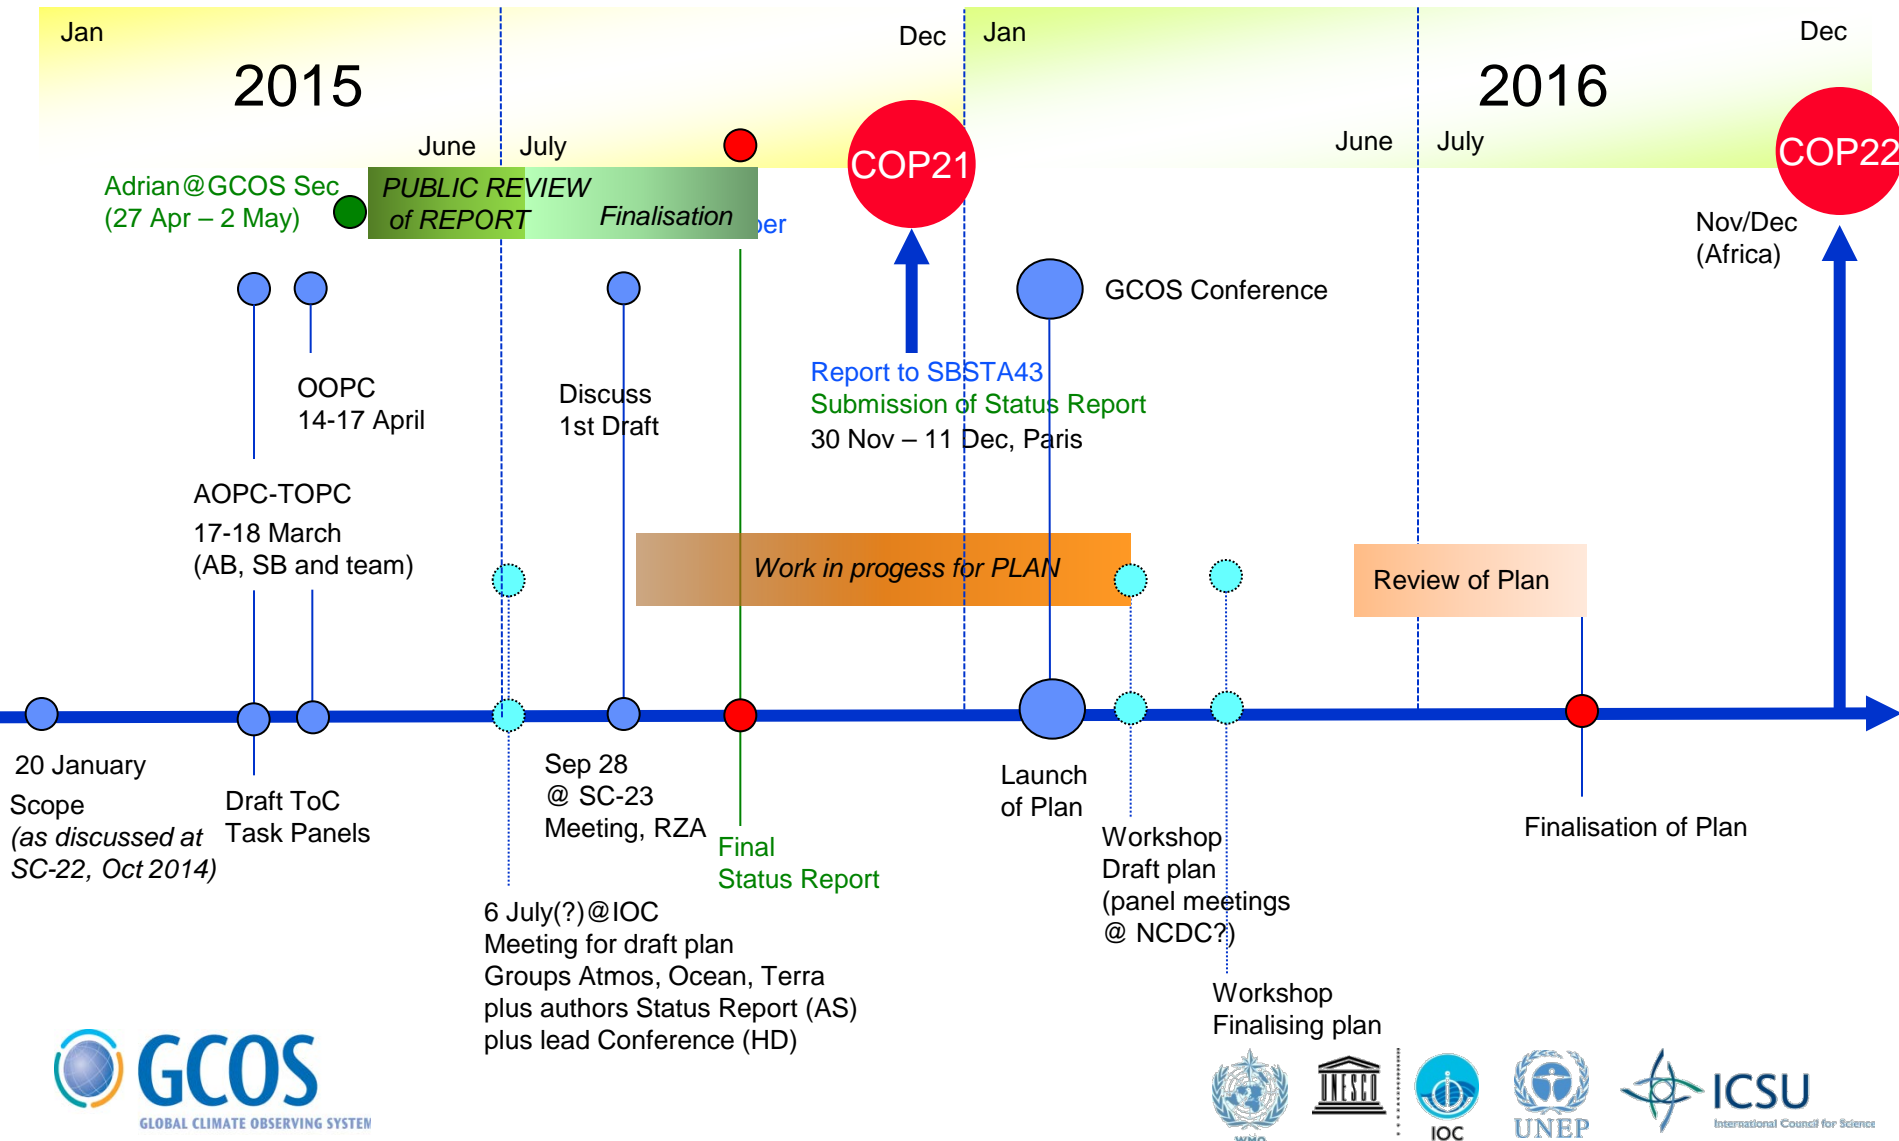 Jan
Dec
Jan
Dec
2015
2016
June
July
June
July
COP21
COP22
Adrian@GCOS Sec
(27 Apr – 2 May)
PUBLIC REVIEW
of REPORT
Finalisation
Nov/Dec
(Africa)
GCOS Conference
OOPC
14-17 April
Discuss
1st Draft
Report to SBSTA43
Submission of Status Report
30 Nov – 11 Dec, Paris
AOPC-TOPC
17-18 March
(AB, SB and team)
Work in progess for PLAN
Review of Plan
20 January
Scope
(as discussed at
SC-22, Oct 2014)
Draft ToC
Task Panels
Sep 28
@ SC-23
Meeting, RZA
Final
Status Report
Launch
of Plan
Workshop
Draft plan
(panel meetings
@ NCDC?)
Finalisation of Plan
6 July(?)@IOC
Meeting for draft plan
Groups Atmos, Ocean, Terra
plus authors Status Report (AS)
plus lead Conference (HD)
Workshop
Finalising plan
GCOS
GLOBAL CLIMATE OBSERVING SYSTEM
WMO
UNESCO
IOC
UNEP
ICSU
International Council for Science